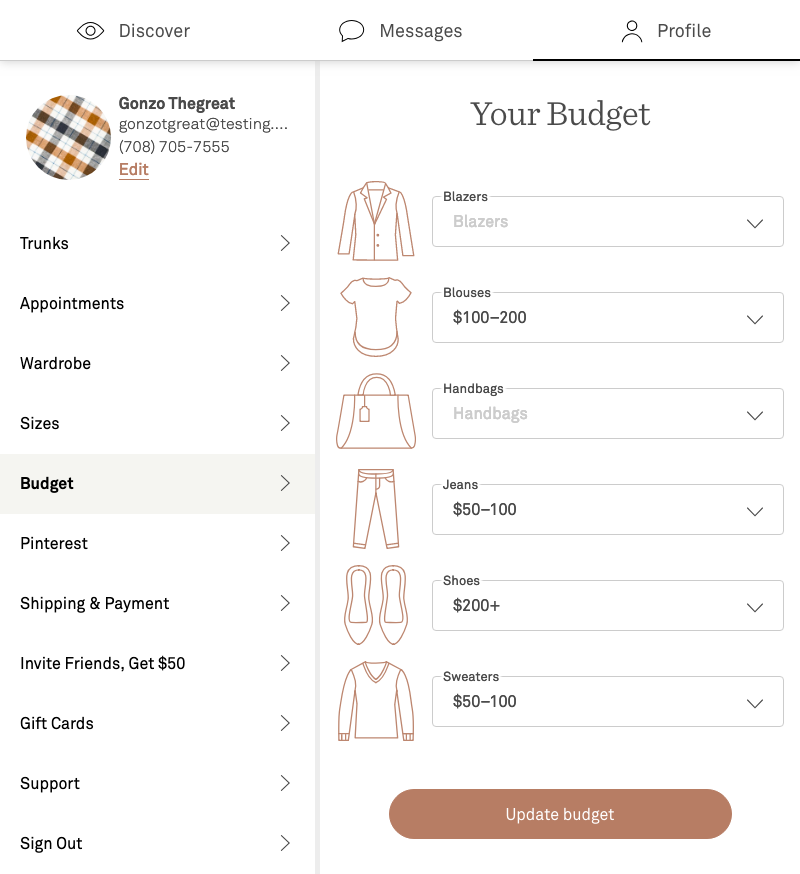 Discover
Messages
Profile
Gonzo Thegreat
gonzotgreat@testing....
(708) 705-7555
Edit
Trunks
Appointments
Wardrobe
Sizes
Budget
Pinterest
Shipping & Payment
Invite Friends, Get $50
Gift Cards
Support
Sign Out
Your Budget
Blazers
Blazers
Blouses
$100–200
Handbags
Handbags
Jeans
$50–100
Shoes
$200+
Sweaters
$50–100
Update budget